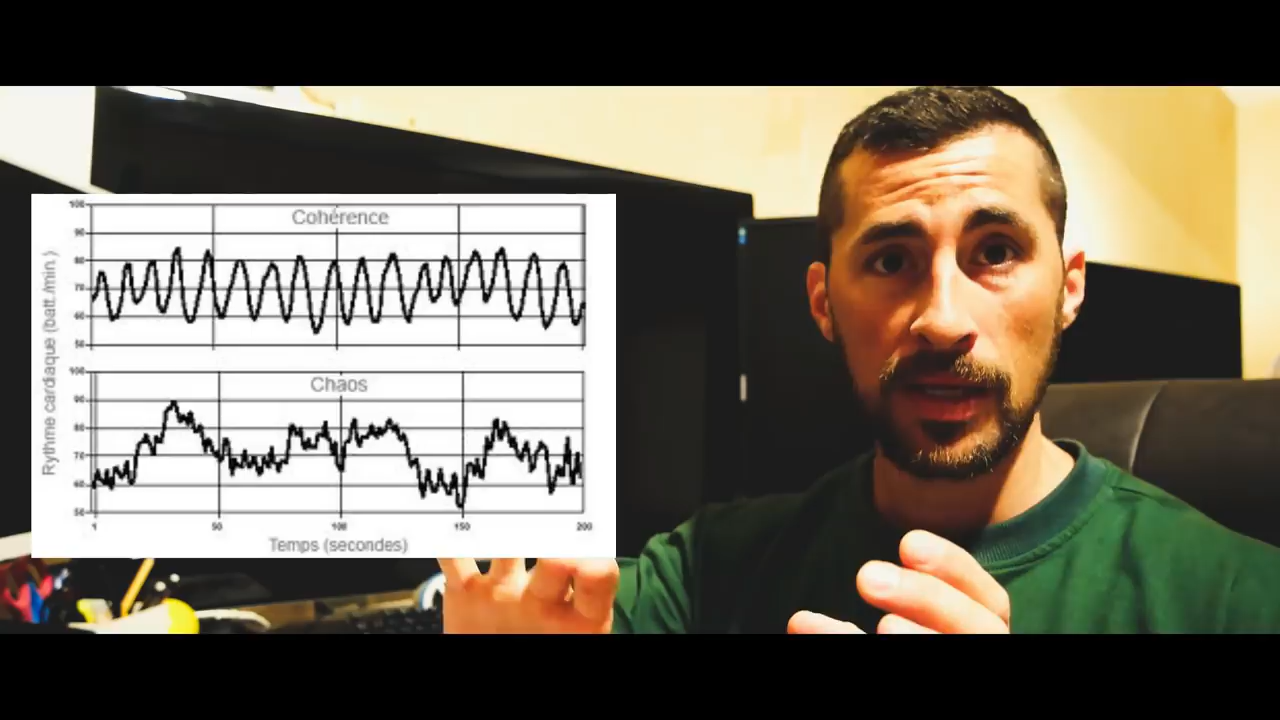 Cohérence
100
90
80
70
60
50
Chaos
100
90
80
70
60
50
1 50 100 150 200
Rythme cardiaque (batt./min.)
Temps (secondes)